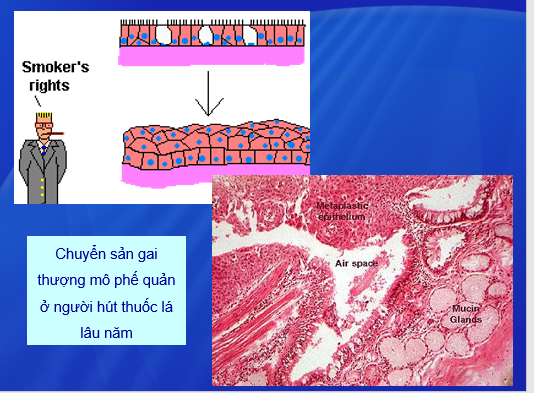 Smoker's
rights
Metaplastic
epithelium
Air space
Mucin
Glands
Chuyển sản gai
thượng mô phế quản
ở người hút thuốc lá
lâu năm